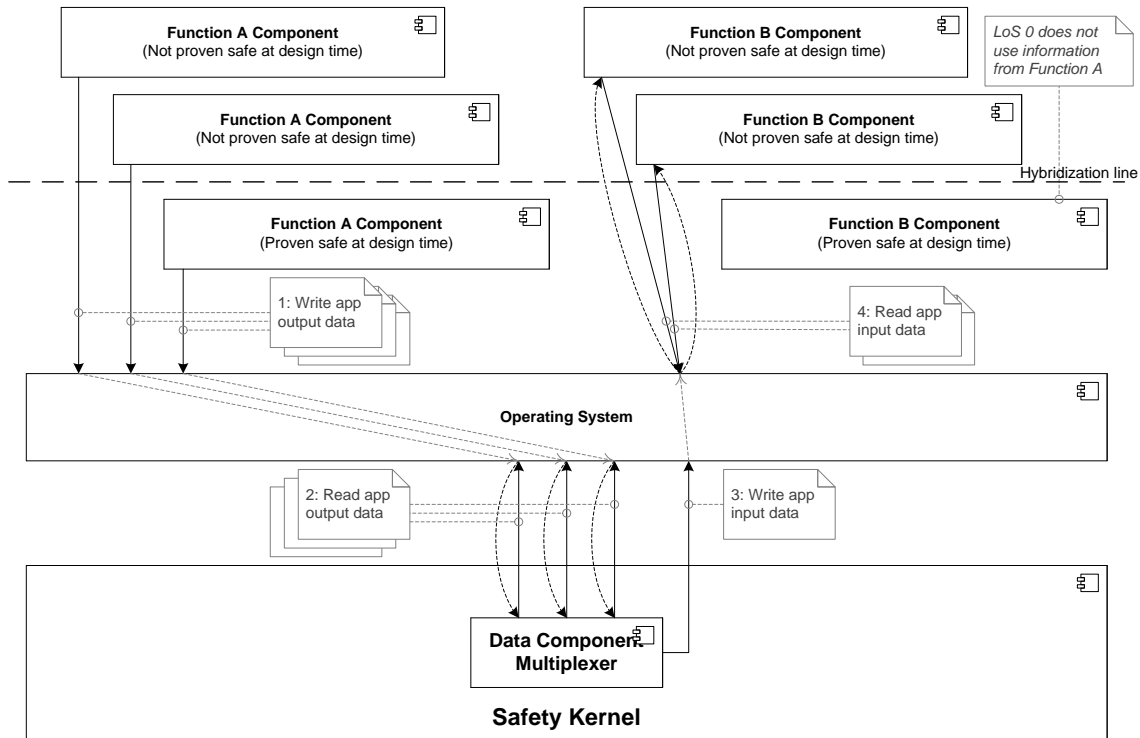 Function A Component
(Not proven safe at design time)
Function B Component
(Not proven safe at design time)
LoS 0 does not
use information
from Function A
Function A Component
(Not proven safe at design time)
Function B Component
(Not proven safe at design time)
Hybridization line
Function A Component
(Proven safe at design time)
Function B Component
(Proven safe at design time)
1: Write app
output data
4: Read app
input data
Operating System
2: Read app
output data
3: Write app
input data
Data Component
Multiplexer
Safety Kernel